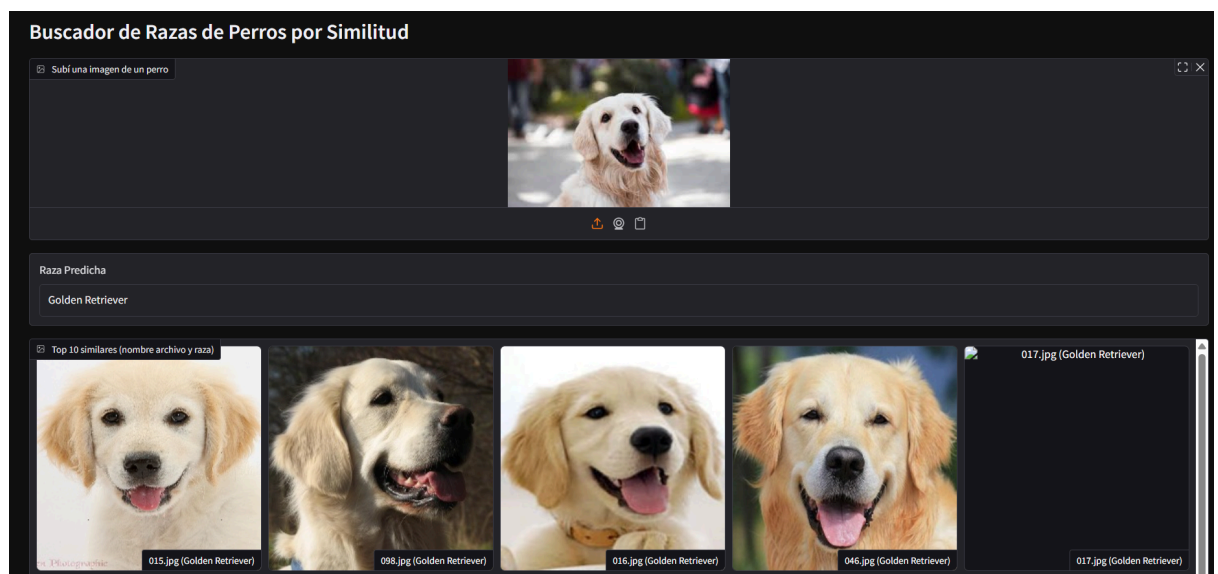 Buscador de Razas de Perros por Similitud
Subí una imagen de un perro
Raza Predicha
Golden Retriever
Top 10 similares (nombre archivo y raza)
017.jpg (Golden Retriever)
015.jpg (Golden Retriever)
098.jpg (Golden Retriever)
016.jpg (Golden Retriever)
046.jpg (Golden Retriever)
017.jpg (Golden Retriever)